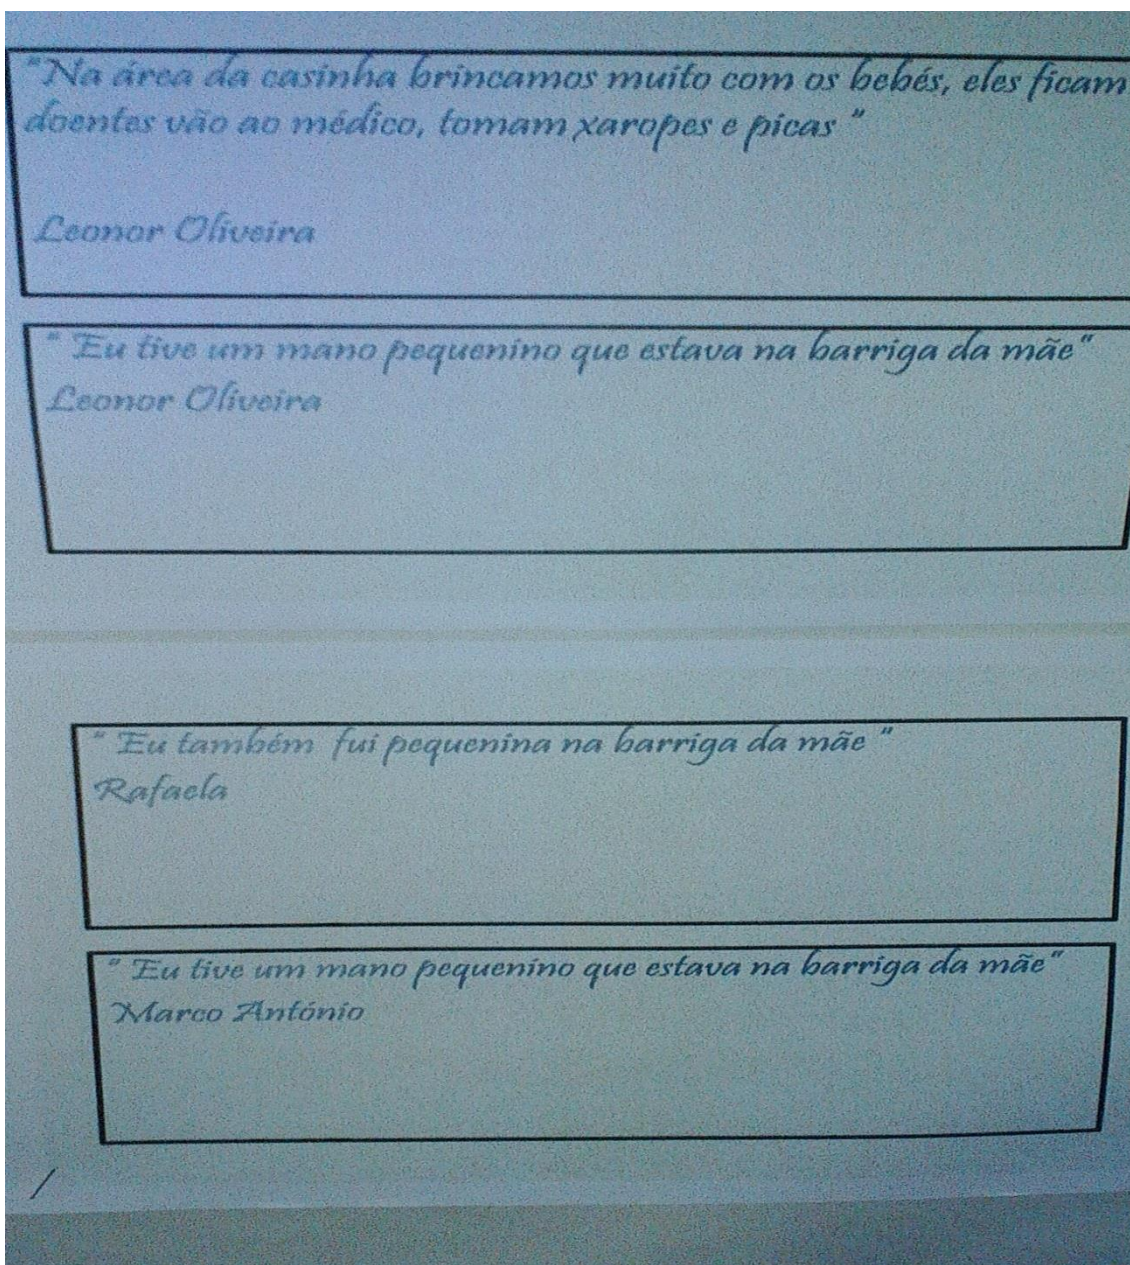 "Na área da casinha brincamos muito com os bebés, eles ficam
doentes vão ao médico, tomam xaropes e picas "
Leonor Oliveira
" Eu tive um mano pequenino que estava na barriga da mãe"
Leonor Oliveira
" Eu também fui pequenina na barriga da mãe "
Rafaela
" Eu tive um mano pequenino que estava na barriga da mãe"
Marco António
/